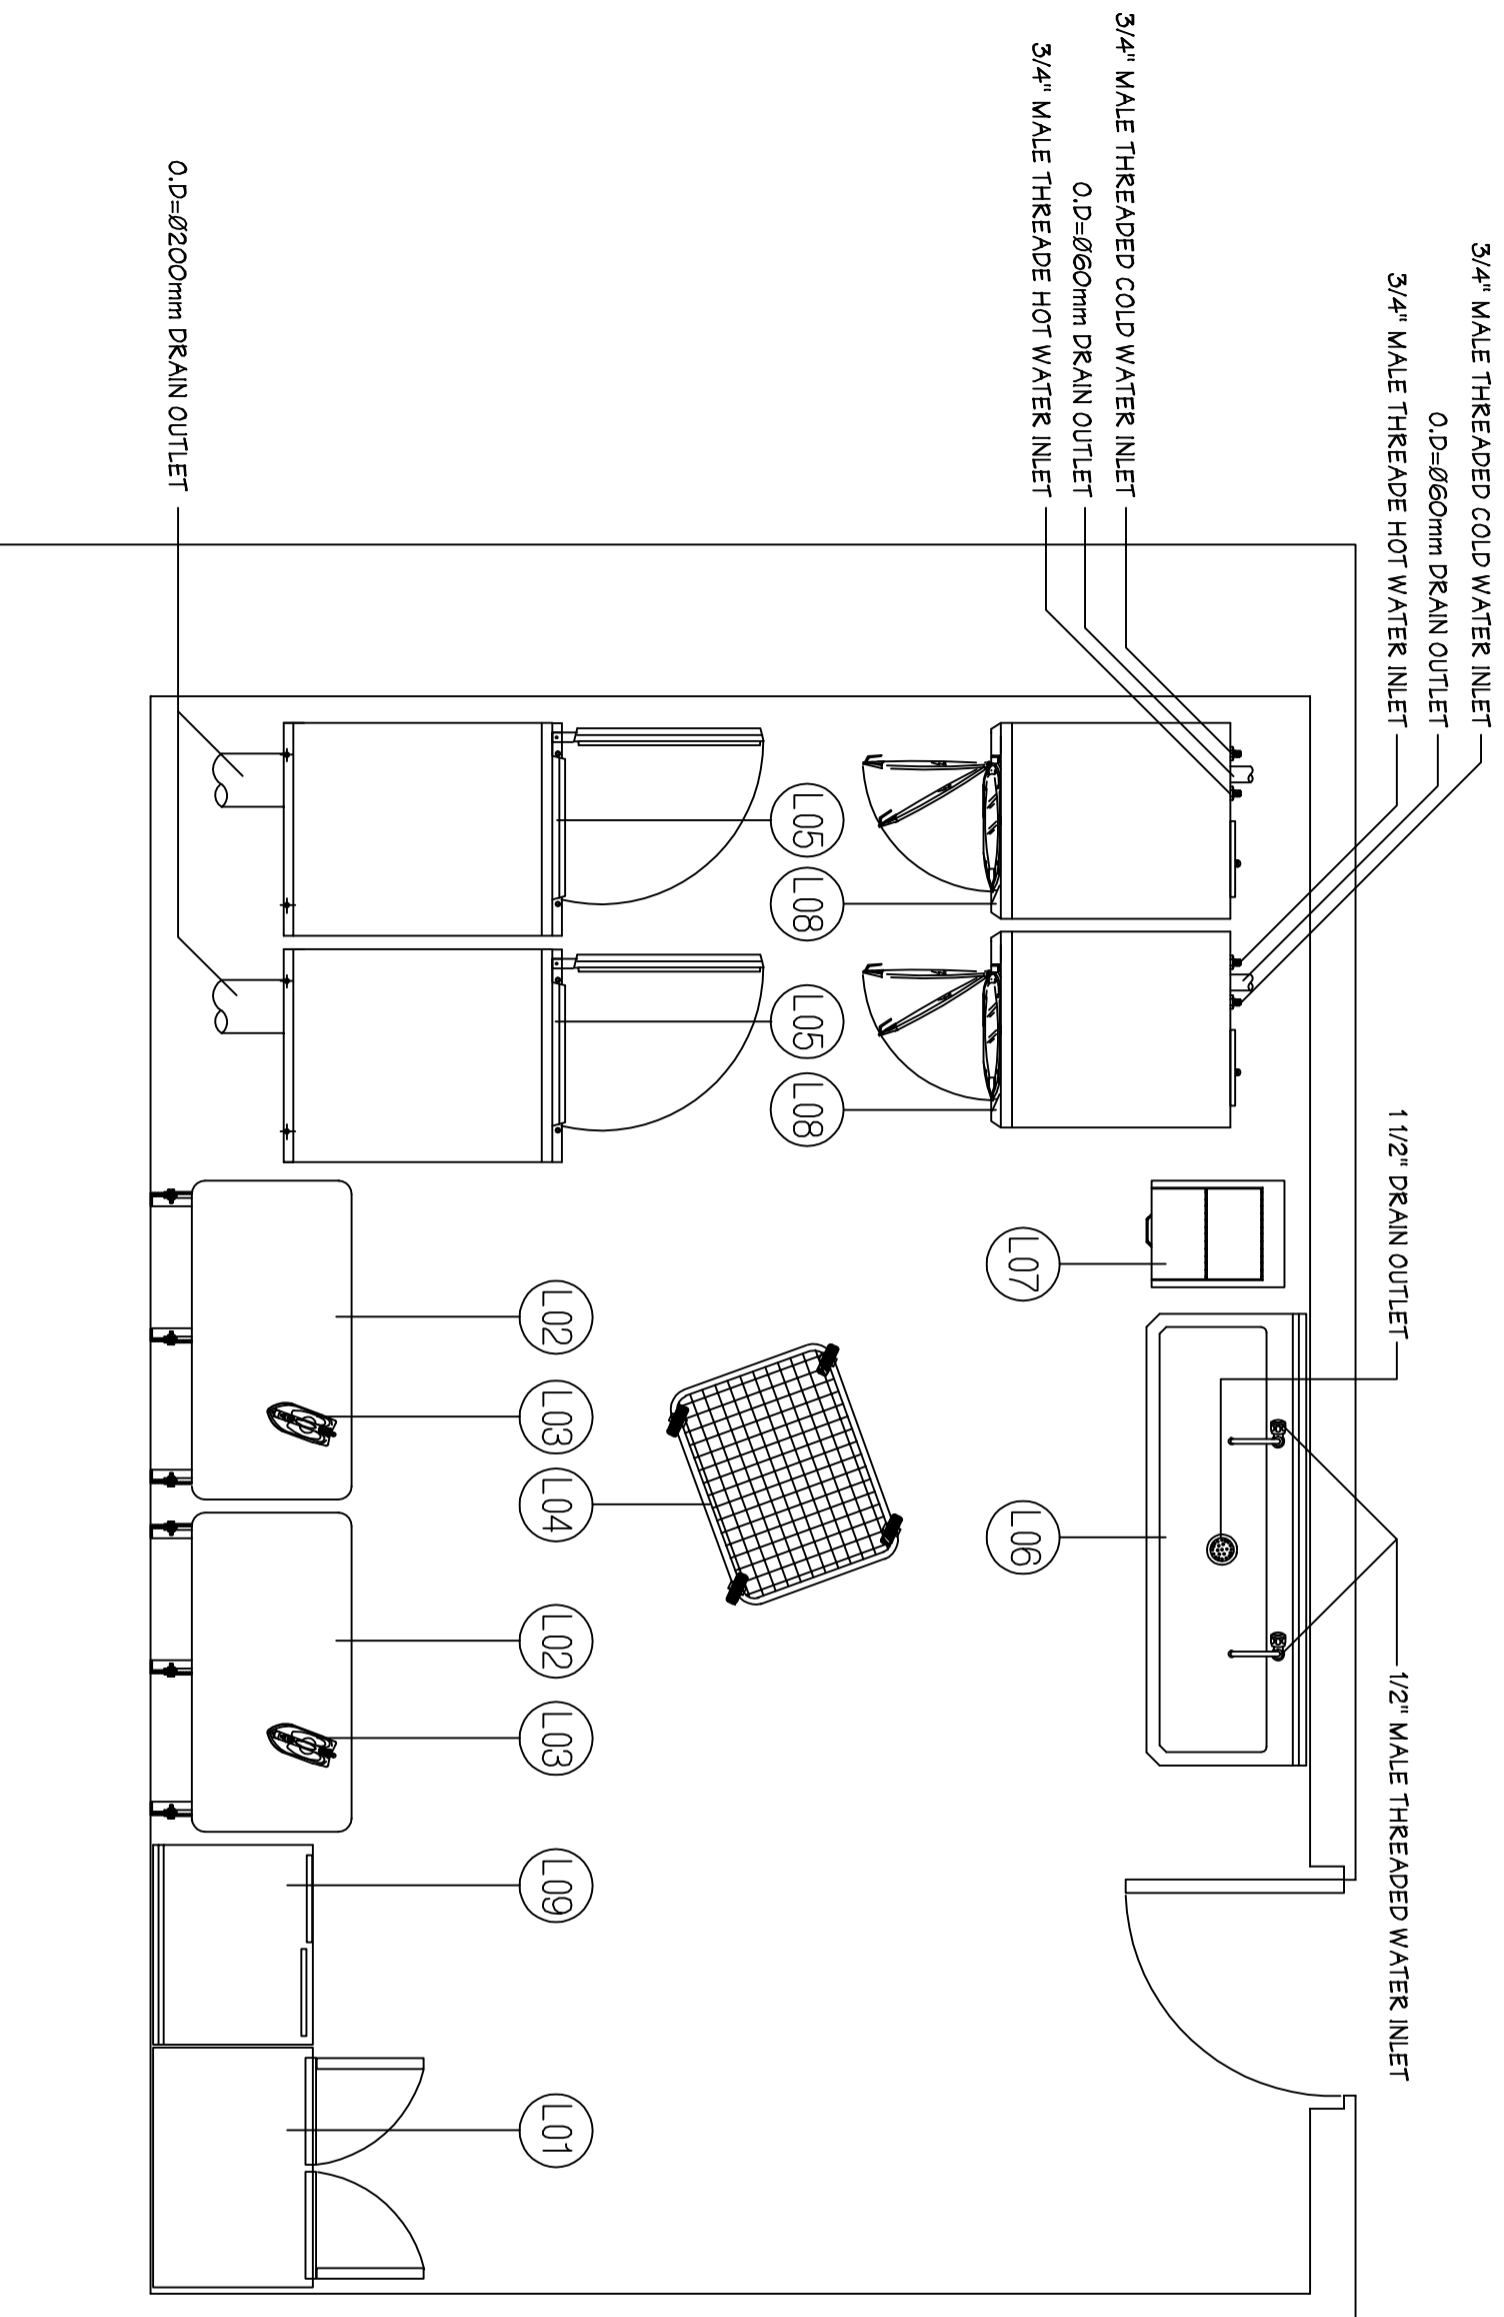 3/4" MALE THREADED COLD WATER INLET
O.D=Ø60mm DRAIN OUTLET
3/4" MALE THREADE HOT WATER INLET
1 1/2" DRAIN OUTLET
1/2" MALE THREADED WATER INLET
3/4" MALE THREADED COLD WATER INLET
O.D=Ø60mm DRAIN OUTLET
3/4" MALE THREADE HOT WATER INLET
L07
L06
L05
L08
L05
L08
L02
L03
L04
L02
L03
L09
L01
O.D=Ø200mm DRAIN OUTLET